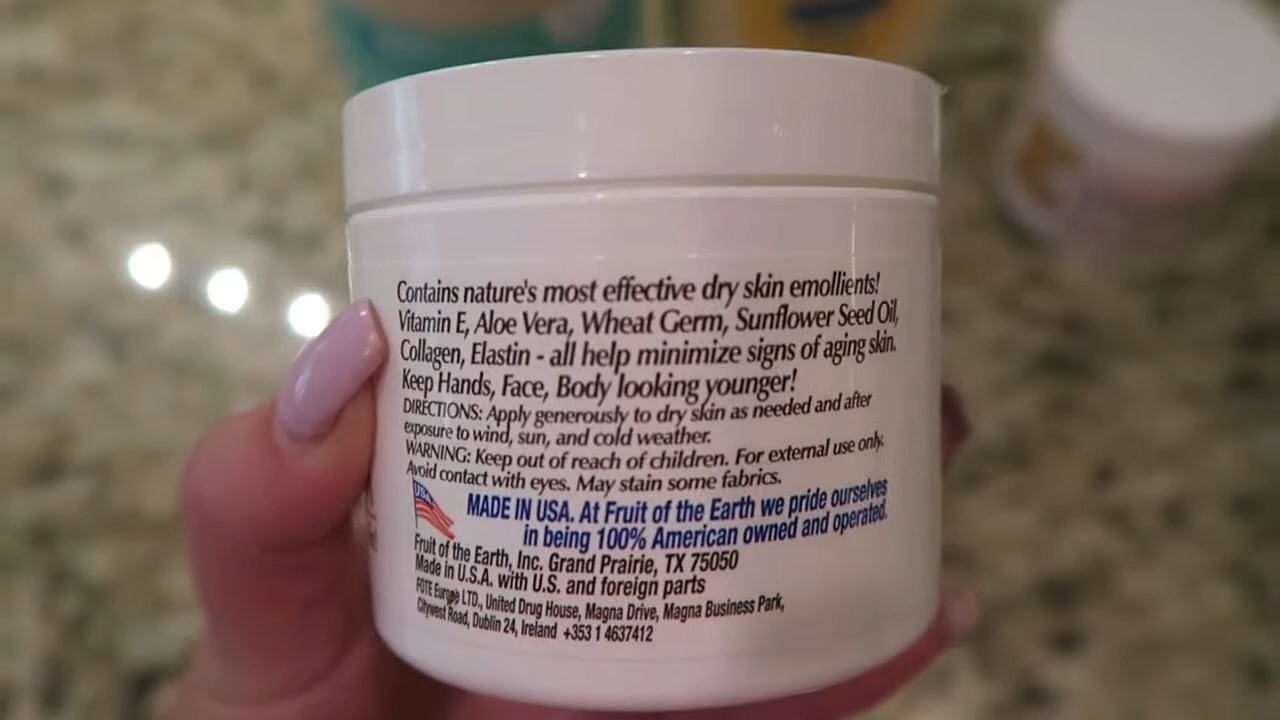 Contains nature's most effective dry skin emollients!
Vitamin E, Aloe Vera, Wheat Germ, Sunflower Seed Oil,
Collagen, Elastin - all help minimize signs of aging skin.
Keep Hands, Face, Body looking younger!
DIRECTIONS: Apply generously to dry skin as needed and after
exposure to wind, sun, and cold weather.
WARNING: Keep out of reach of children. For external use only.
Avoid contact with eyes. May stain some fabrics.
USA
MADE IN USA. At Fruit of the Earth we pride ourselves
in being 100% American owned and operated.
Fruit of the Earth, Inc. Grand Prairie, TX 75050
Made in U.S.A. with U.S. and foreign parts
FOTE Europe LTD., United Drug House, Magna Drive, Magna Business Park,
Citywest Road, Dublin 24, Ireland +353 1 4637412